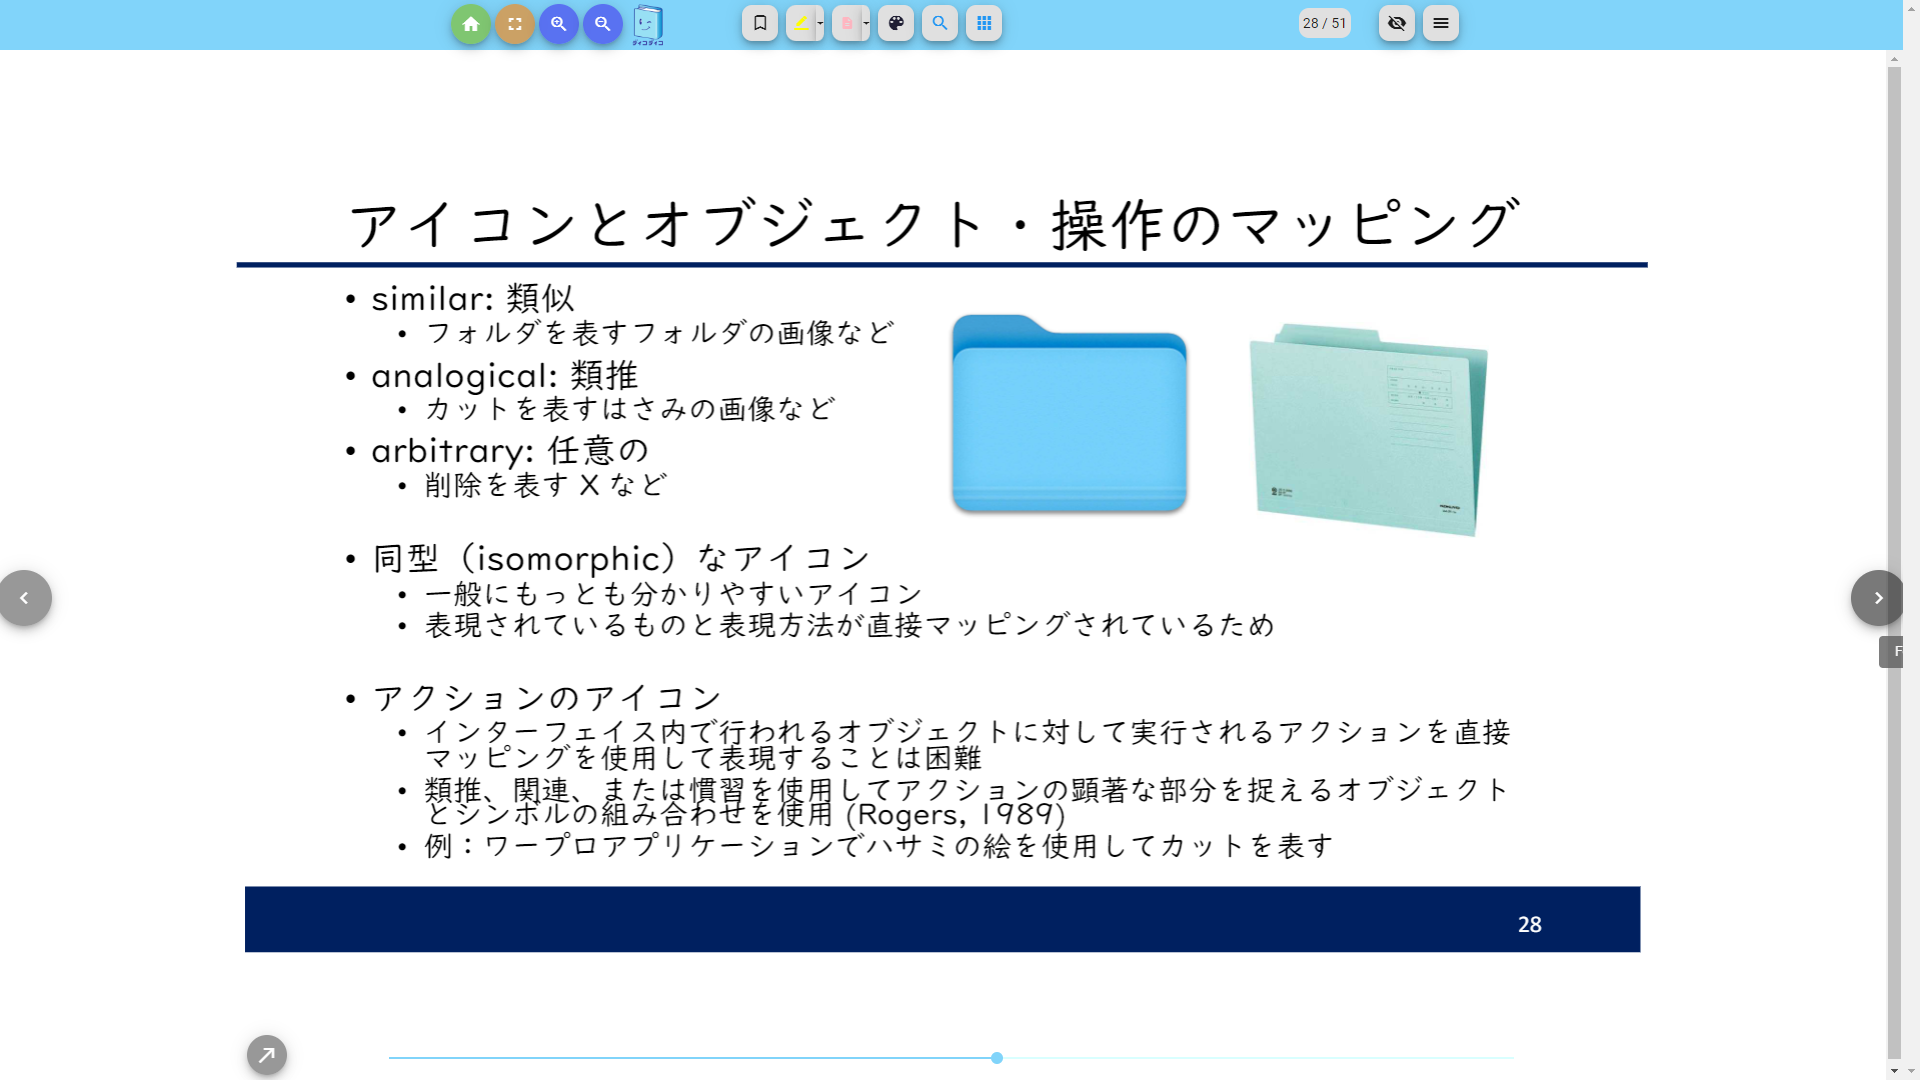 ダイコダイコ
28 / 51
アイコンとオブジェクト・操作のマッピング
• similar: 類似
• フォルダを表すフォルダの画像など
• analogical: 類推
• カットを表すはさみの画像など
• arbitrary: 任意の
• 削除を表す X など
• 同型（isomorphic）なアイコン
• 一般にもっとも分かりやすいアイコン
• 表現されているものと表現方法が直接マッピングされているため
• アクションのアイコン
• インターフェイス内で行われるオブジェクトに対して実行されるアクションを直接
マッピングを使用して表現することは困難
• 類推、関連、または慣習を使用してアクションの顕著な部分を捉えるオブジェクト
とシンボルの組み合わせを使用 (Rogers, 1989)
• 例：ワープロアプリケーションでハサミの絵を使用してカットを表す
28
F